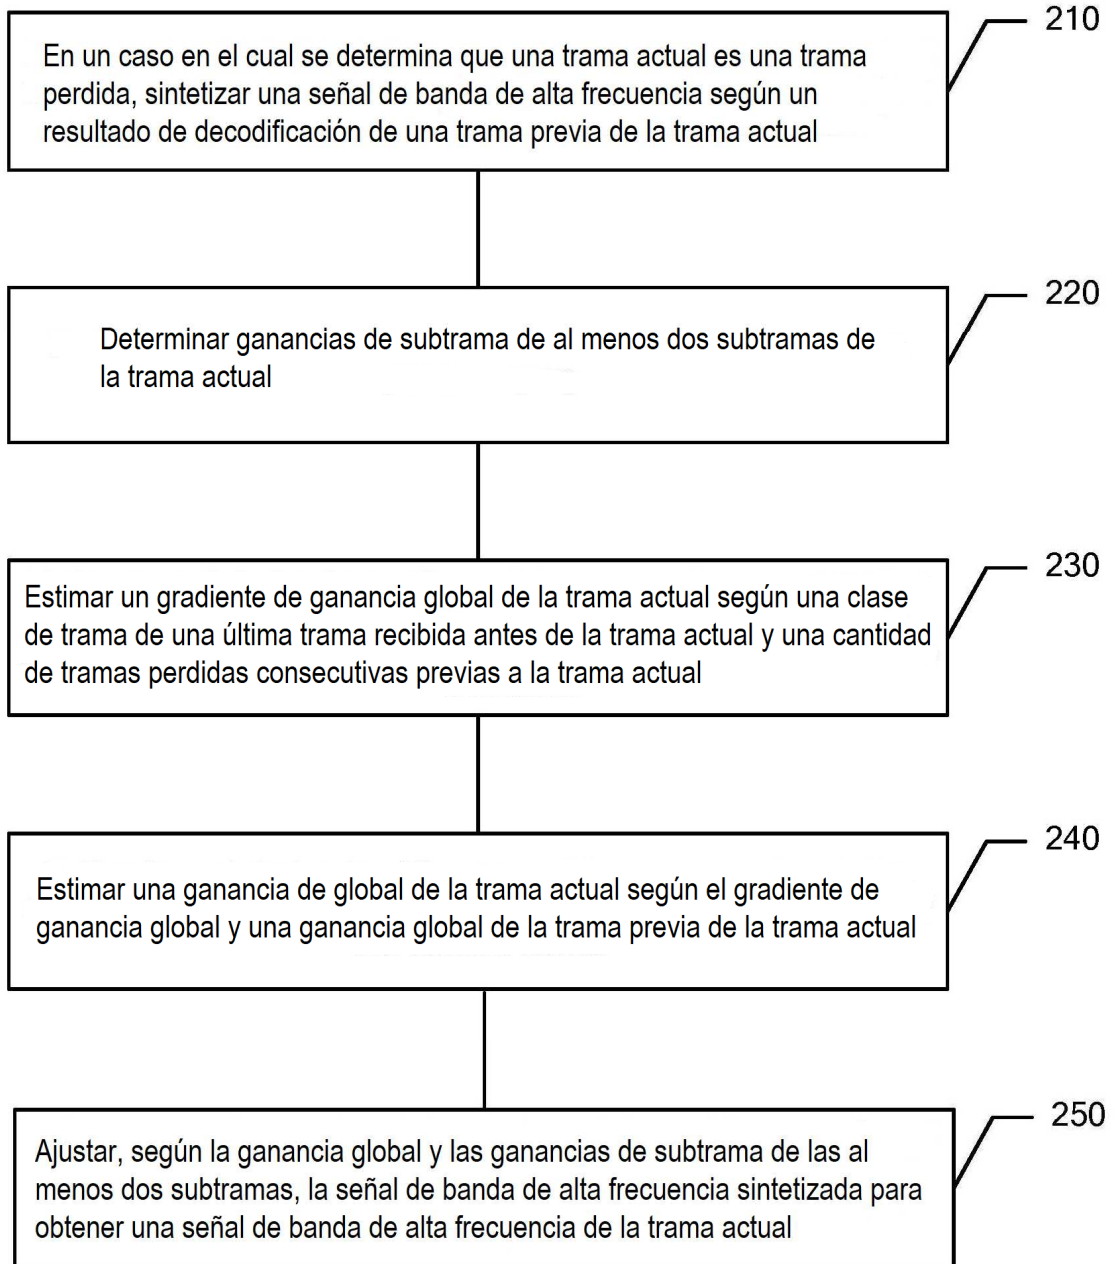 210
En un caso en el cual se determina que una trama actual es una trama
perdida, sintetizar una señal de banda de alta frecuencia según un
resultado de decodificación de una trama previa de la trama actual
220
Determinar ganancias de subtrama de al menos dos subtramas de
la trama actual
230
Estimar un gradiente de ganancia global de la trama actual según una clase
de trama de una última trama recibida antes de la trama actual y una cantidad
de tramas perdidas consecutivas previas a la trama actual
240
Estimar una ganancia de global de la trama actual según el gradiente de
ganancia global y una ganancia global de la trama previa de la trama actual
250
Ajustar, según la ganancia global y las ganancias de subtrama de las al
menos dos subtramas, la señal de banda de alta frecuencia sintetizada para
obtener una señal de banda de alta frecuencia de la trama actual